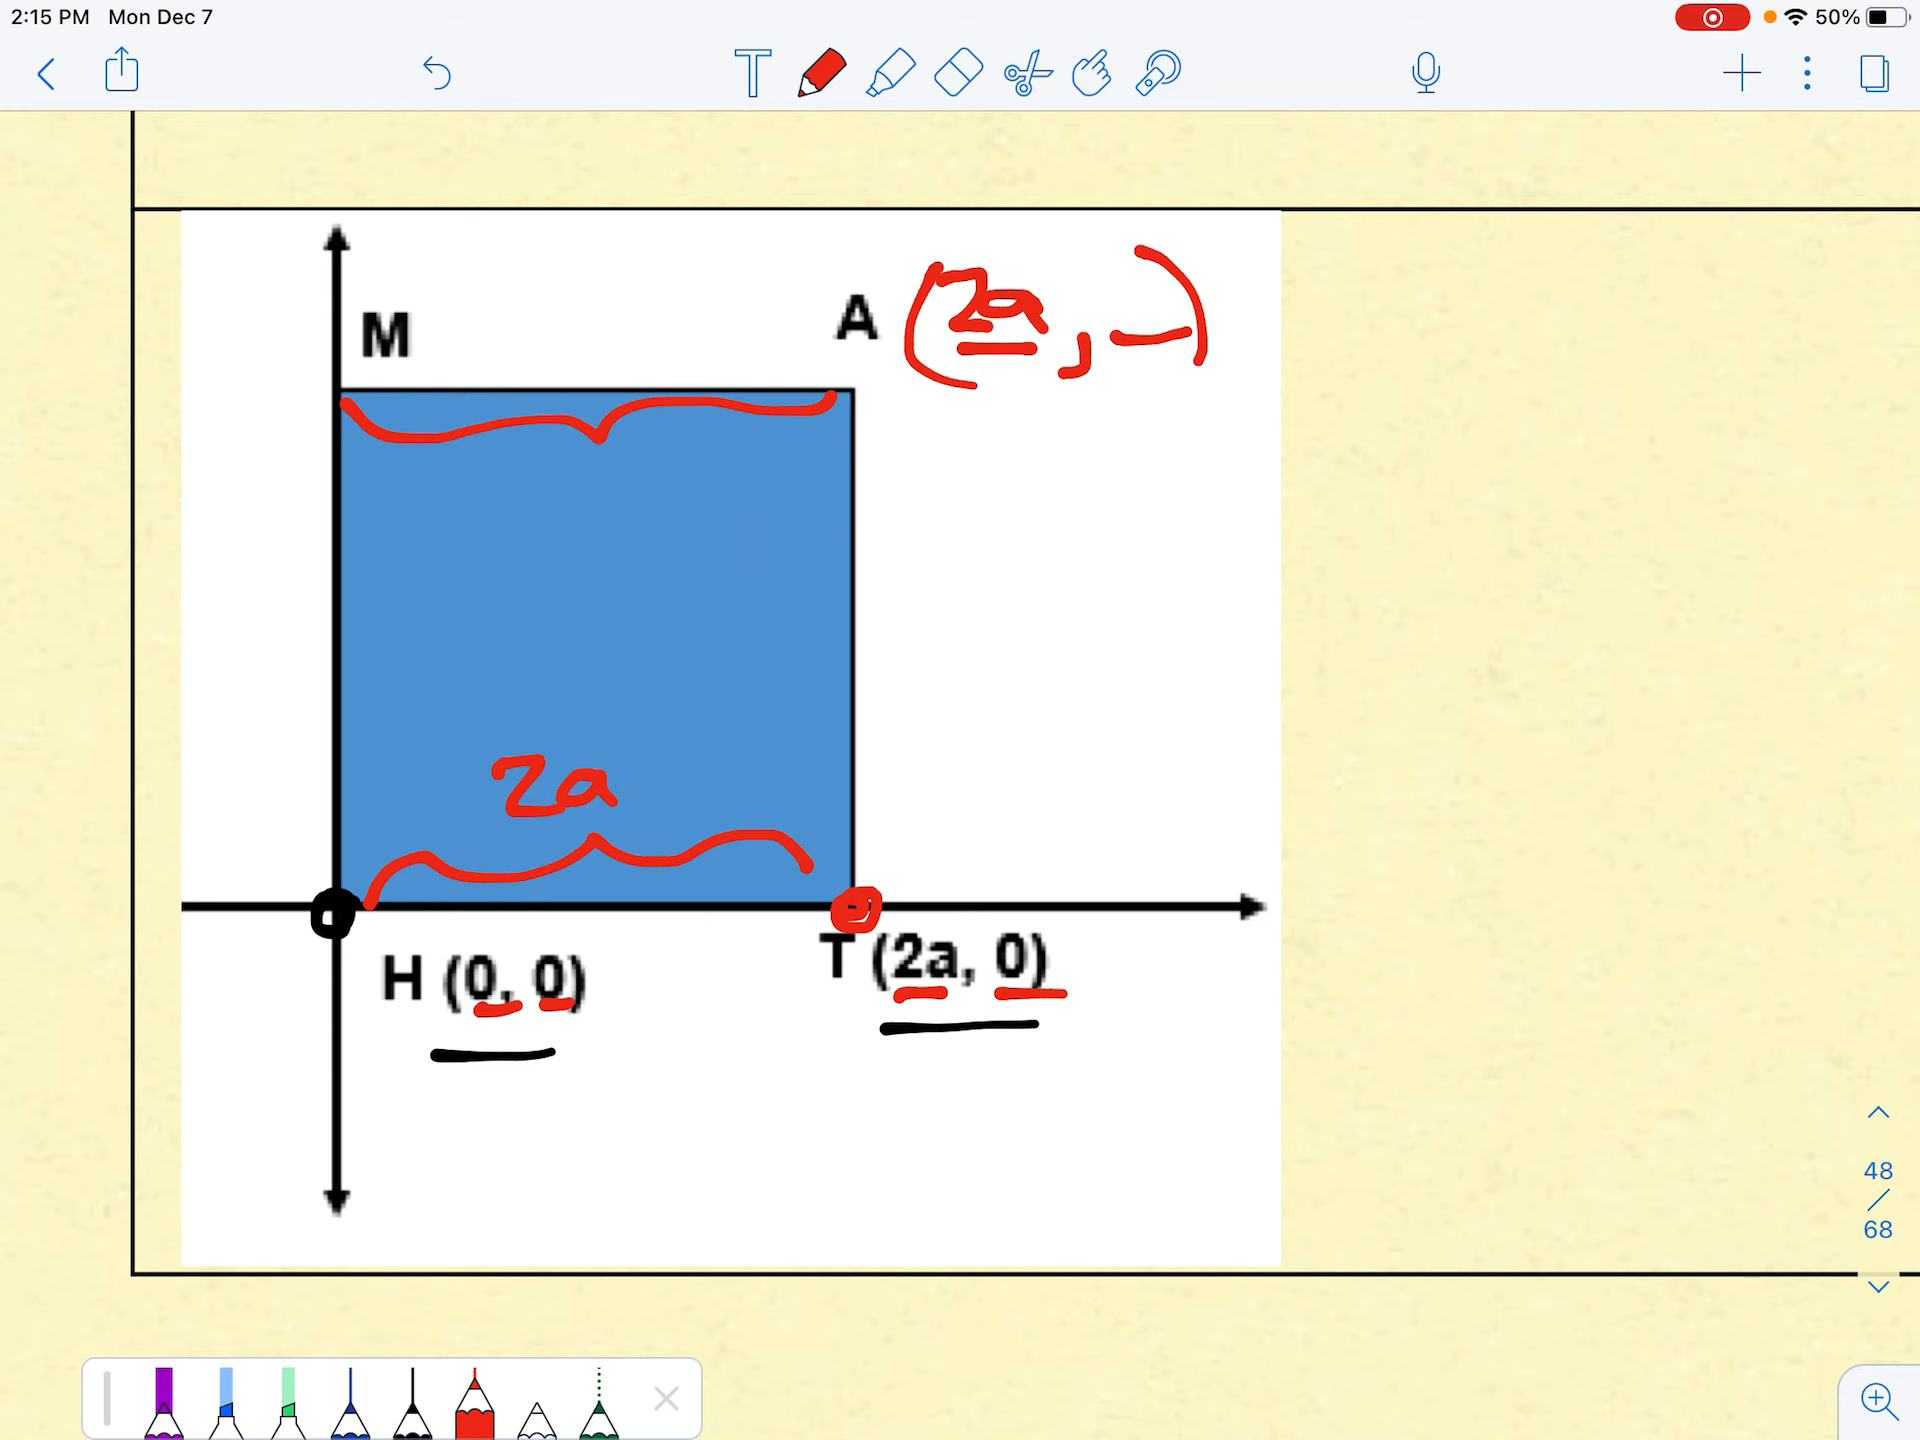 2:15 PM Mon Dec 7
50%
T
M
A (2a, _)
2a
H (0, 0)
T (2a, 0)
48
/
68